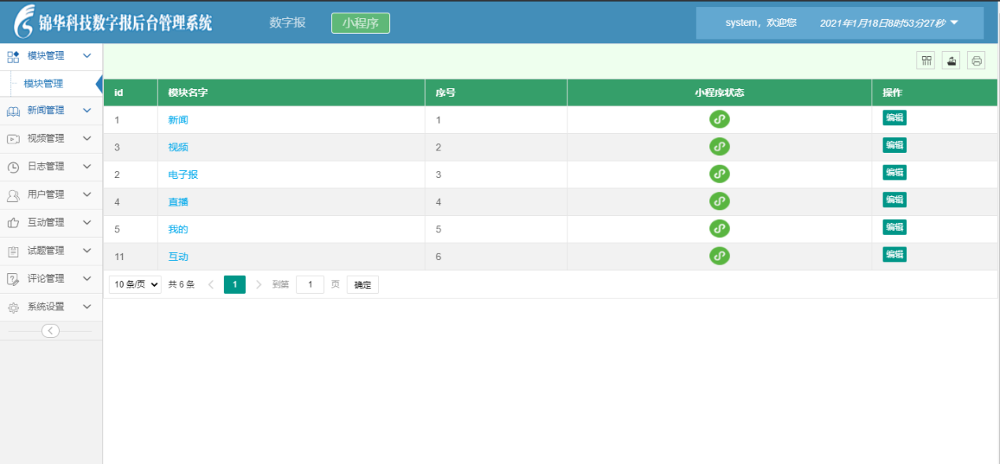 锦华科技数字报后台管理系统 数字报 小程序 system，欢迎您 2021年1月18日8时53分27秒
模块管理
模块管理
新闻管理
视频管理
日志管理
用户管理
互动管理
试题管理
评论管理
系统设置
id 模块名字 序号 小程序状态 操作
1 新闻 1 编辑
3 视频 2 编辑
2 电子报 3 编辑
4 直播 4 编辑
5 我的 5 编辑
11 互动 6 编辑
10 条/页 共 6 条 1 到第 1 页 确定